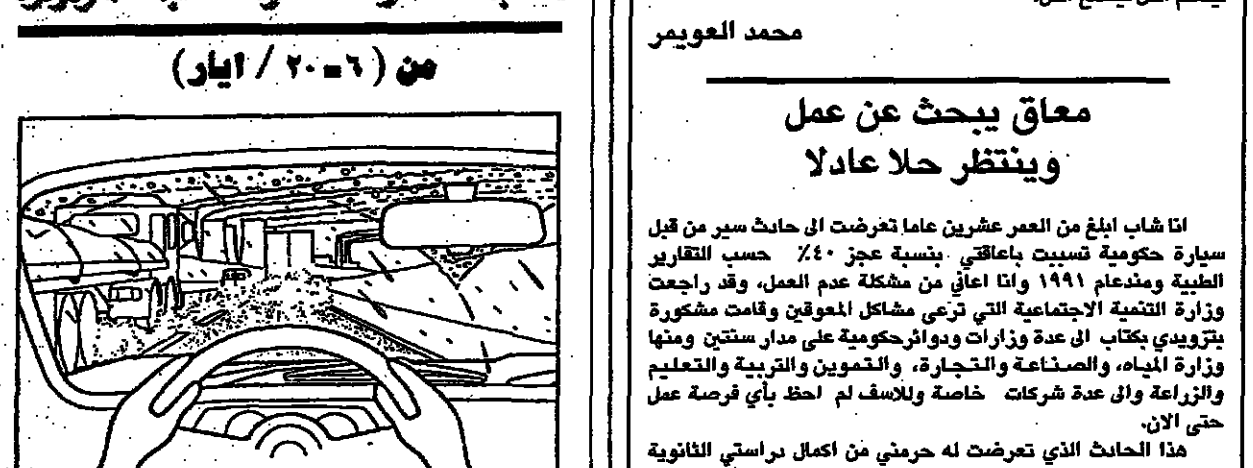 محمد العويمر
معاق يبحث عن عمل
وينتظر حلا عادلا
انا شاب ابلغ من العمر عشرين عاما تعرضت الى حادث سير من قبل
سيارة حكومية تسببت باعاقتي بنسبة عجز ٤٠٪ حسب التقارير
الطبية ومنذعام ١٩٩١ وانا اعاني من مشكلة عدم العمل، وقد راجعت
وزارة التنمية الاجتماعية التي ترعى مشاكل المعوقين وقامت مشكورة
بتزويدي بكتاب الى عدة وزارات ودوائرحكومية على مدار سنتين ومنها
وزارة المياه، والصناعة والتجارة، والتموين والتربية والتعليم
والزراعة والى عدة شركات خاصة وللاسف لم احظ بأي فرصة عمل
حتى الان.
هذا الحادث الذي تعرضت له حرمني من اكمال دراستي الثانوية
من (٦-٢٠ / ايار)